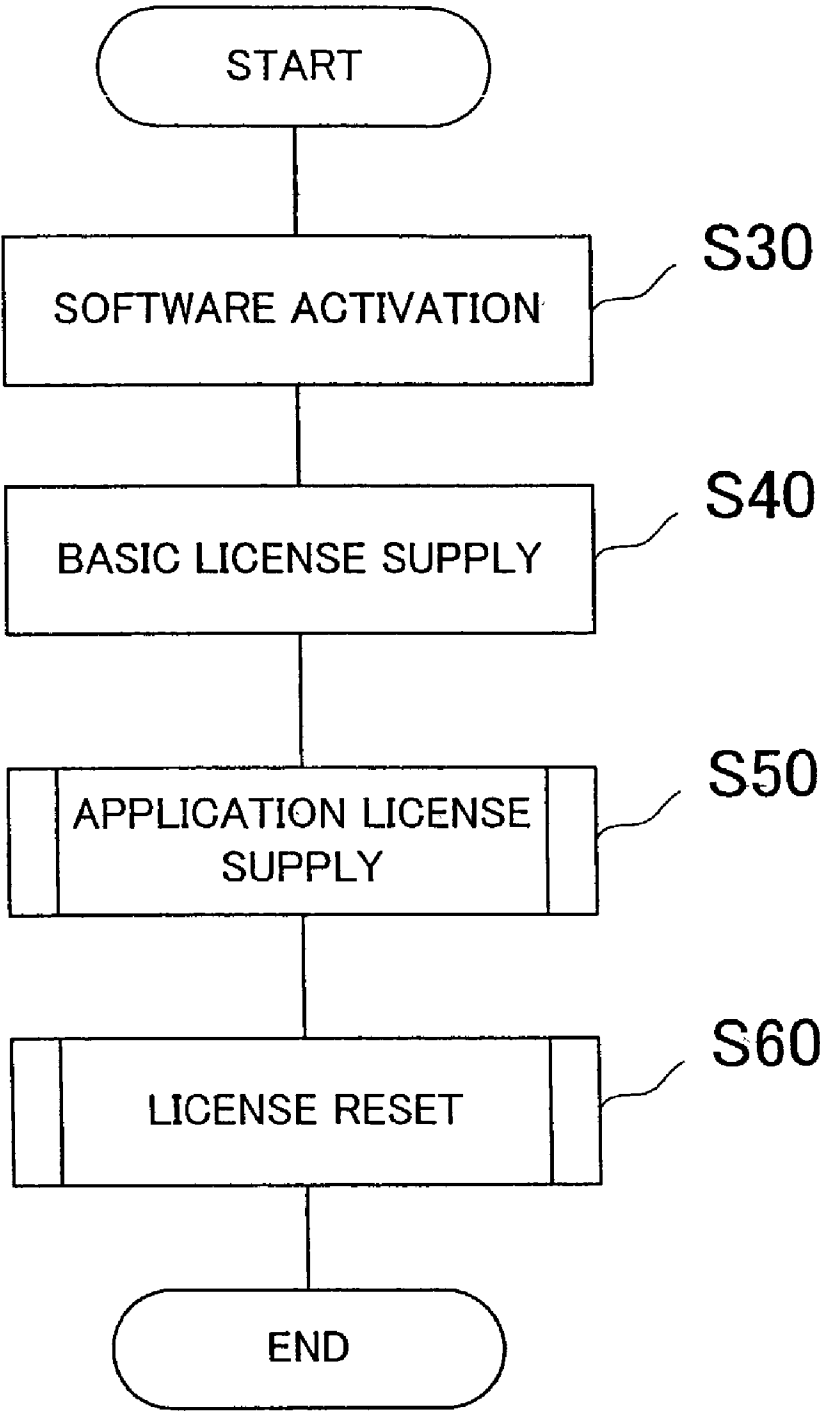 START
S30
SOFTWARE ACTIVATION
S40
BASIC LICENSE SUPPLY
S50
APPLICATION LICENSE
SUPPLY
S60
LICENSE RESET
END